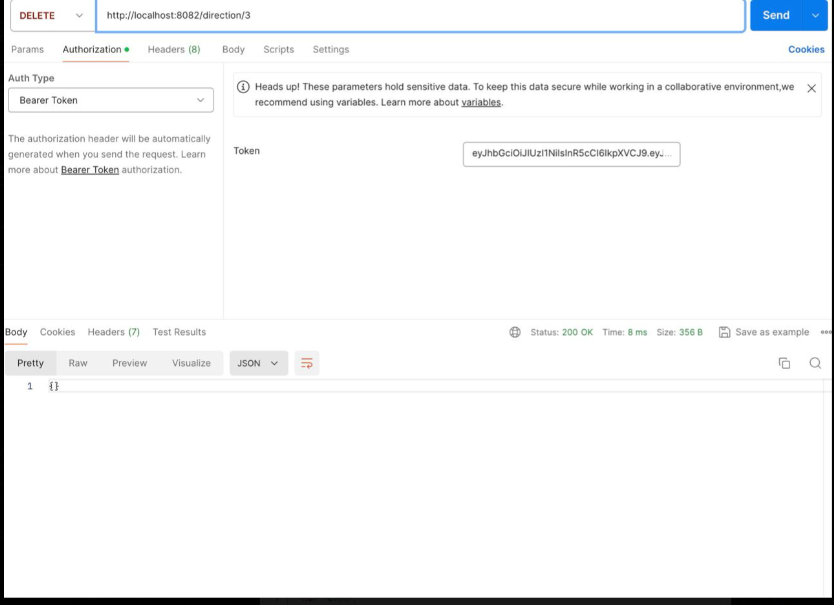 DELETE http://localhost:8082/direction/3 Send
Params Authorization Headers (8) Body Scripts Settings Cookies
Auth Type
Bearer Token
The authorization header will be automatically
generated when you send the request. Learn
more about Bearer Token authorization.
Heads up! These parameters hold sensitive data. To keep this data secure while working in a collaborative environment,we
recommend using variables. Learn more about variables.
Token eyJhbGciOiJIUzI1NiIsInR5cCI6IkpXVCJ9.eyJ...
Body Cookies Headers (7) Test Results Status: 200 OK Time: 8 ms Size: 356 B Save as example
Pretty Raw Preview Visualize JSON
1 {}